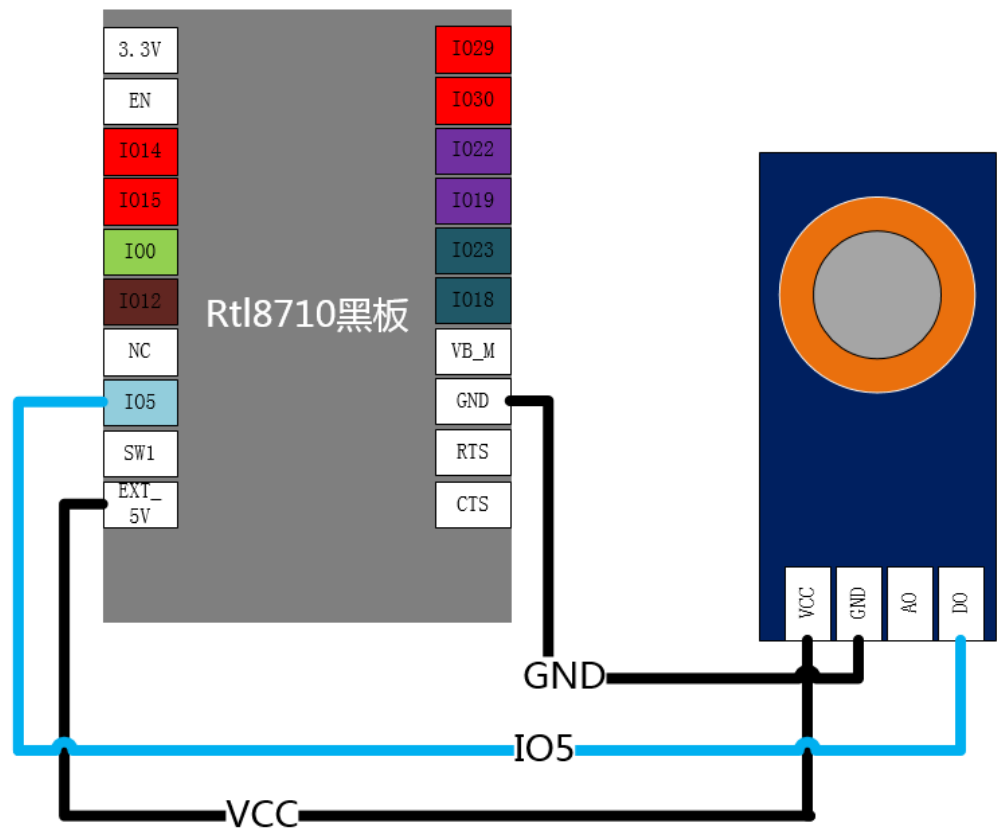 3.3V
EN
IO14
IO15
IO0
IO12
NC
IO5
SW1
EXT_
5V
Rtl8710黑板
IO29
IO30
IO22
IO19
IO23
IO18
VB_M
GND
RTS
CTS
VCC
GND
AO
DO
GND
IO5
VCC